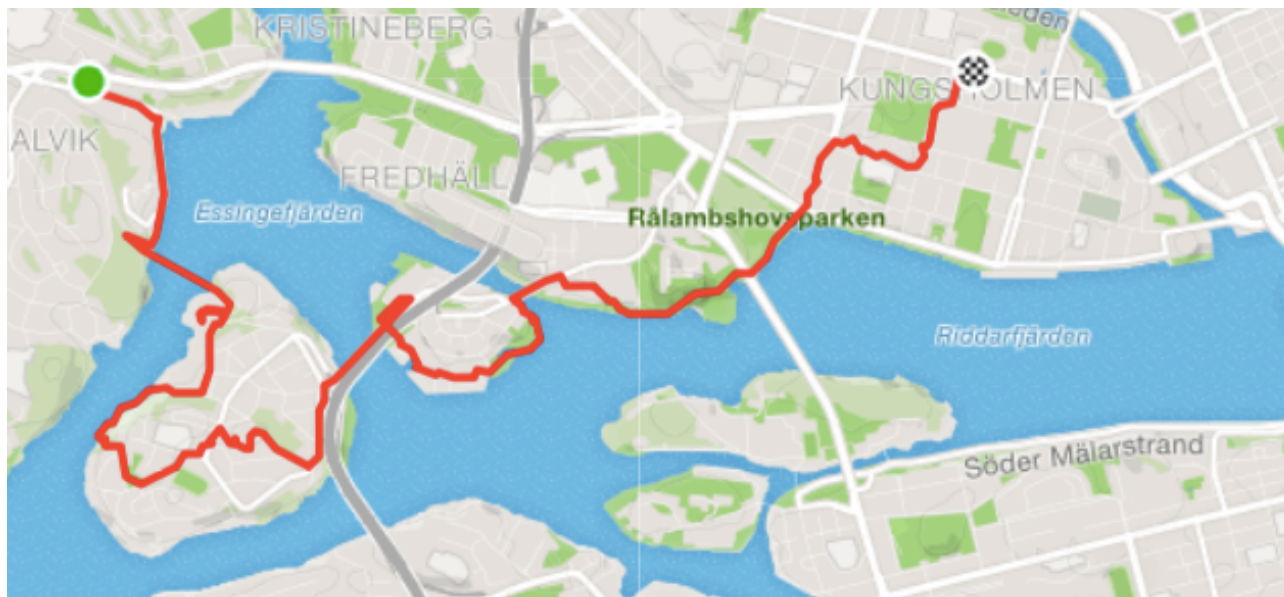 KRISTINEBERG
KUNGSHOLMEN
ALVIK
FREDHÄLL
Essingefjärden
Rålambshovsparken
Riddarfjärden
Söder Mälarstrand